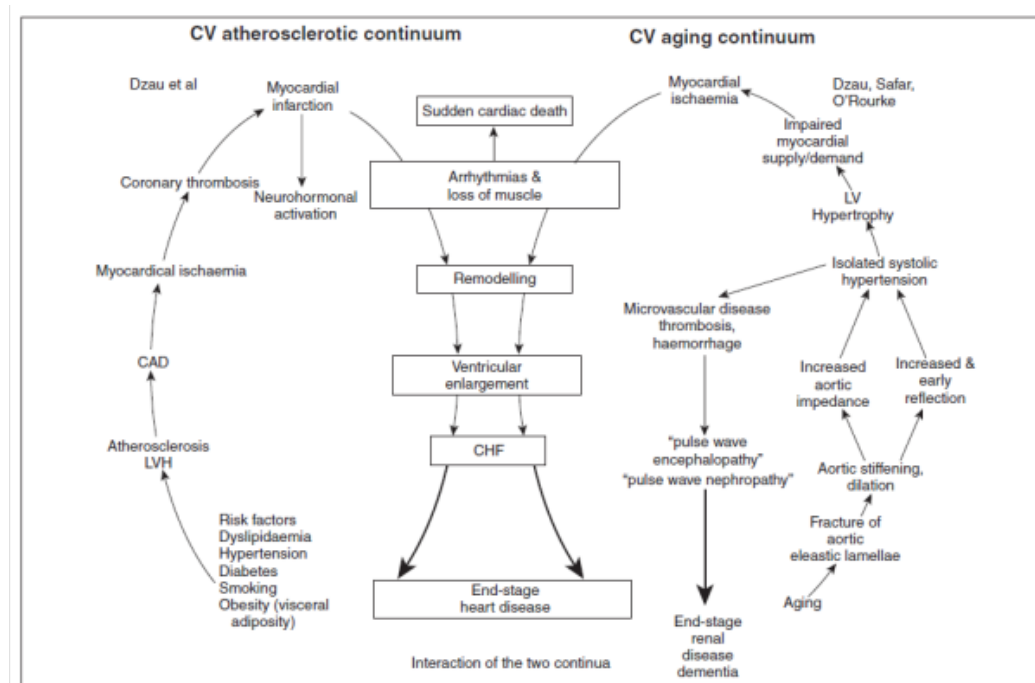 CV atherosclerotic continuum
CV aging continuum
Dzau et al
Myocardial
infarction
Sudden cardiac death
Myocardial
ischaemia
Dzau, Safar,
O'Rourke
Impaired
myocardial
supply/demand
Coronary thrombosis
Neurohormonal
activation
Arrhythmias &
loss of muscle
LV
Hypertrophy
Myocardical ischaemia
Remodelling
Isolated systolic
hypertension
Microvascular disease
thrombosis,
haemorrhage
CAD
Ventricular
enlargement
Increased
aortic
impedance
Increased &
early
reflection
Atherosclerosis
LVH
CHF
"pulse wave
encephalopathy"
"pulse wave nephropathy"
Aortic stiffening,
dilation
Fracture of
aortic
eleastic lamellae
Risk factors
Dyslipidaemia
Hypertension
Diabetes
Smoking
Obesity (visceral
adiposity)
End-stage
heart disease
Aging
End-stage
renal
disease
dementia
Interaction of the two continua